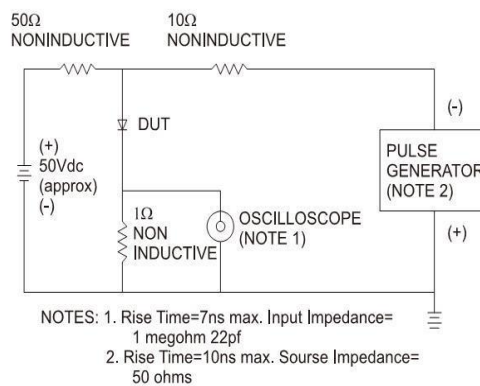 50Ω
NONINDUCTIVE
10Ω
NONINDUCTIVE
(+)
50Vdc
(approx)
(-)
DUT
1Ω
NON
INDUCTIVE
OSCILLOSCOPE
(NOTE 1)
(-)
PULSE
GENERATOR
(NOTE 2)
(+)
NOTES: 1. Rise Time=7ns max. Input Impedance=
1 megohm 22pf
2. Rise Time=10ns max. Sourse Impedance=
50 ohms